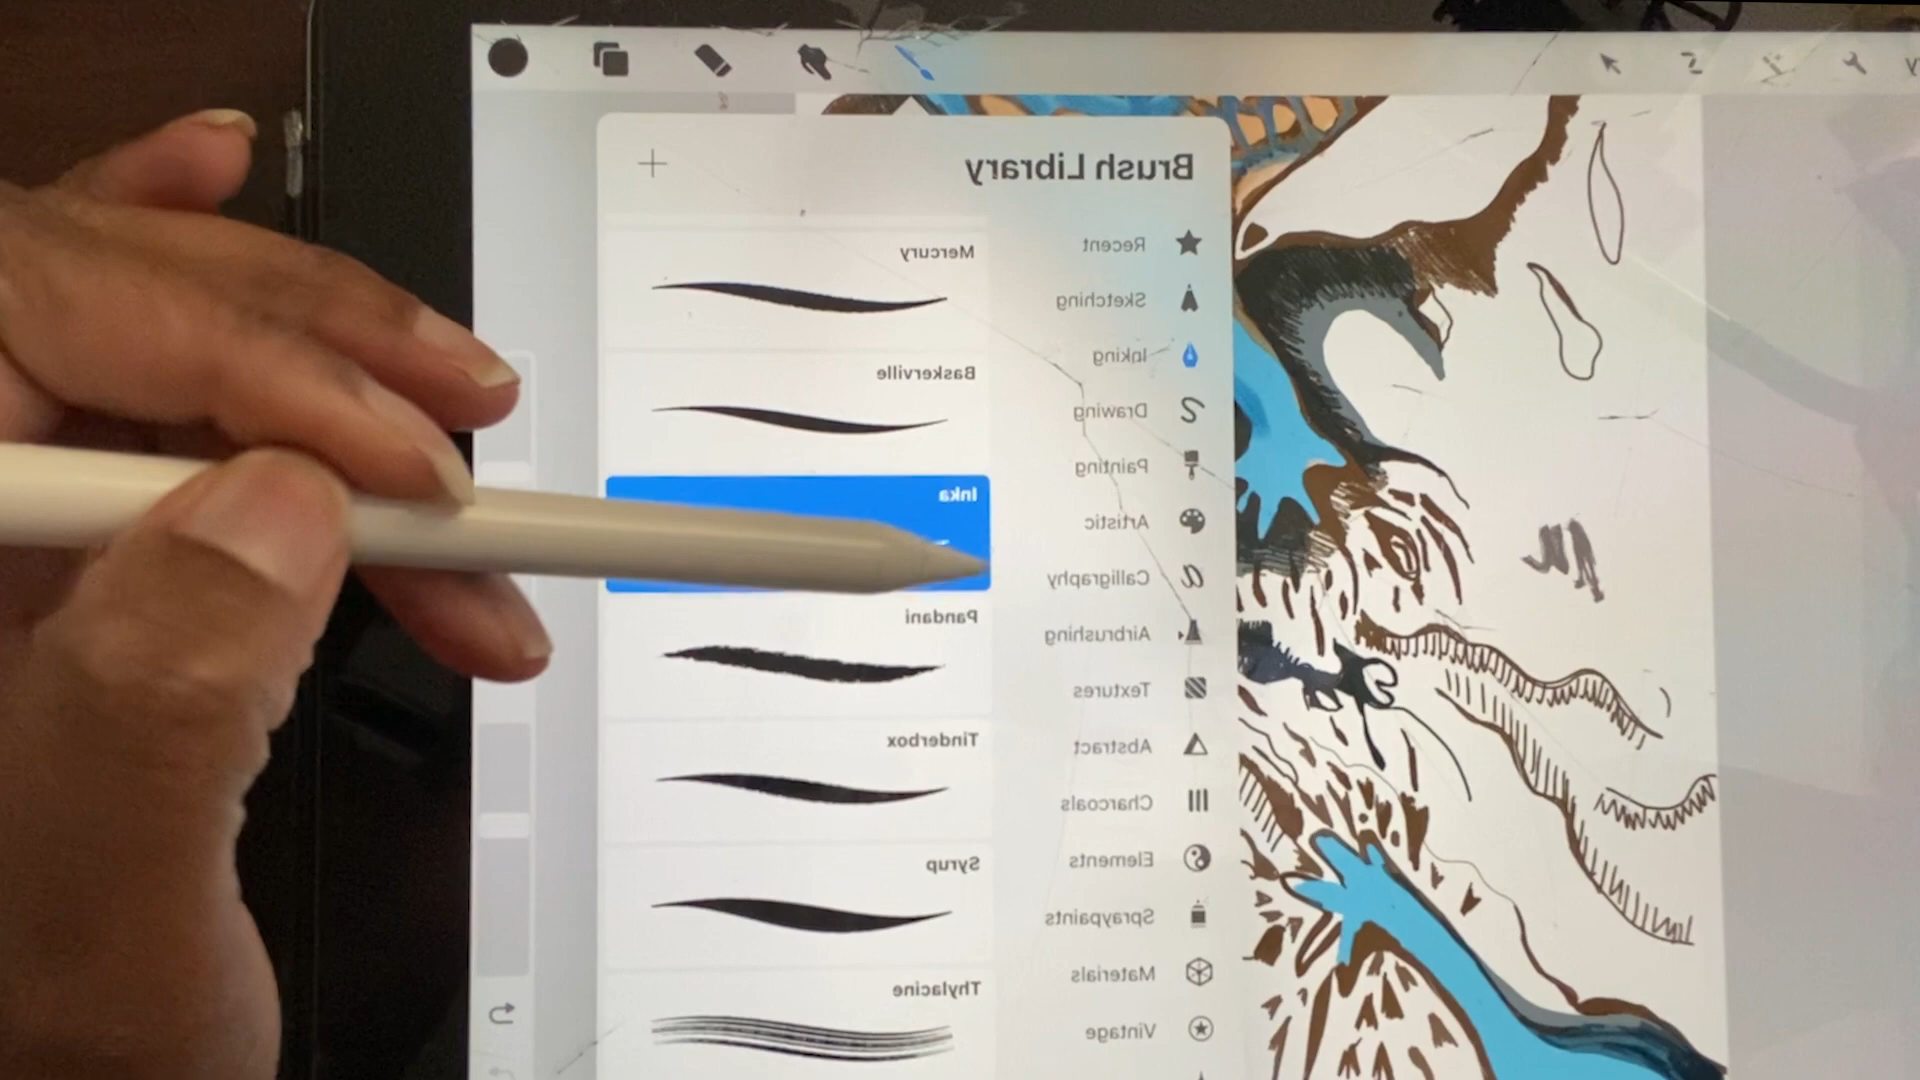 Brush Library
Recent
Sketching
Inking
Drawing
Painting
Artistic
Calligraphy
Airbrushing
Textures
Abstract
Charcoals
Elements
Spraypaints
Materials
Vintage
Mercury
Baskerville
Inka
Pandani
Tinderbox
Syrup
Thylacine